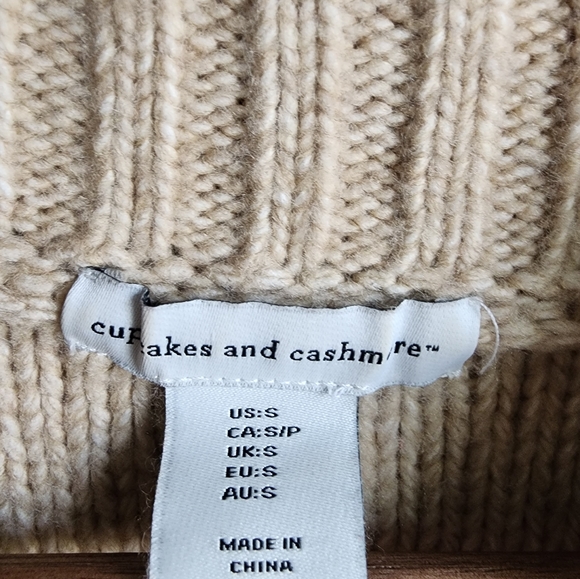 cupcakes and cashmere™
US:S
CA:S/P
UK:S
EU:S
AU:S
MADE IN
CHINA